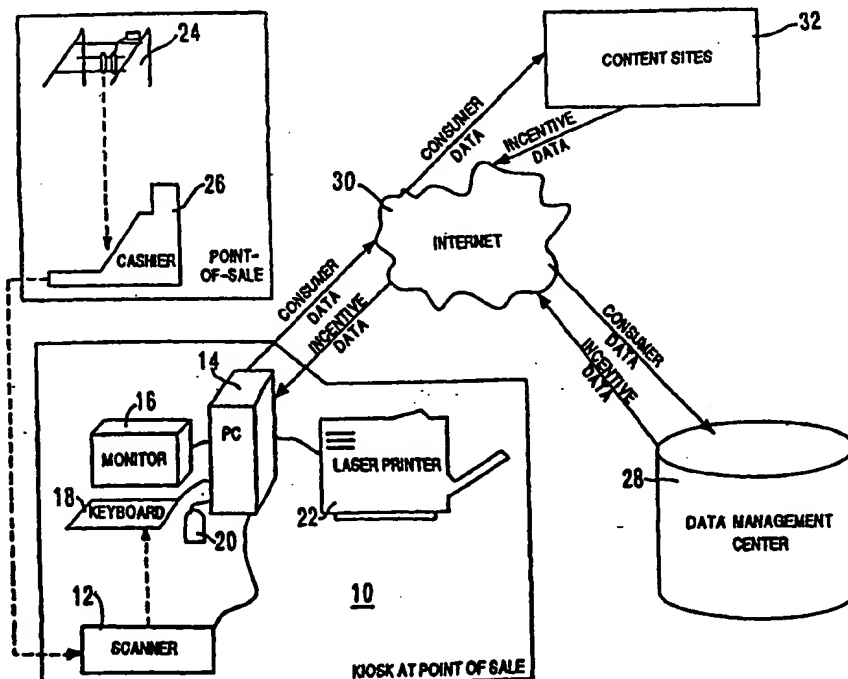 24
26
CASHIER
POINT-
OF-SALE
32
CONTENT SITES
CONSUMER
DATA
INCENTIVE
DATA
30
INTERNET
CONSUMER
DATA
INCENTIVE
DATA
CONSUMER
DATA
INCENTIVE
DATA
14
PC
16
MONITOR
18
KEYBOARD
20
LASER PRINTER
22
28
DATA MANAGEMENT
CENTER
12
SCANNER
10
KIOSK AT POINT OF SALE